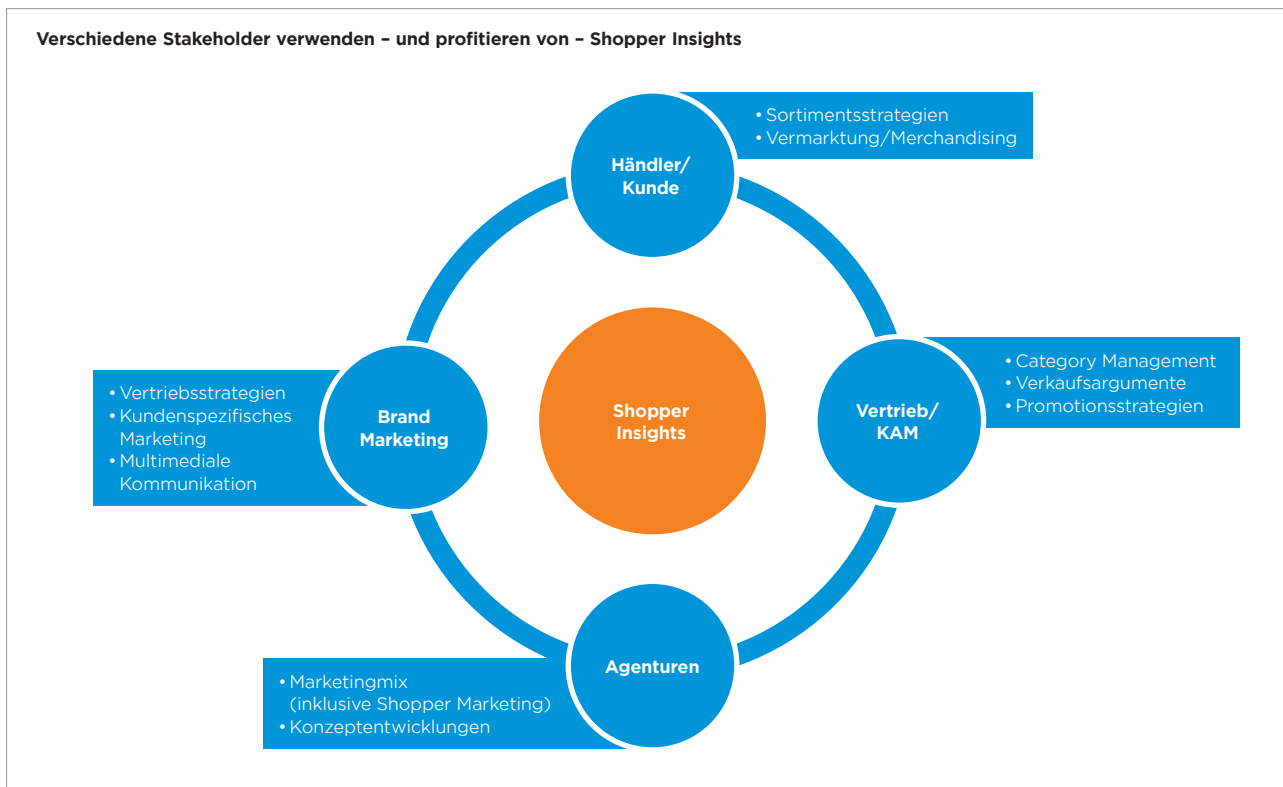 Verschiedene Stakeholder verwenden – und profitieren von – Shopper Insights
Händler/
Kunde
• Sortimentsstrategien
• Vermarktung/Merchandising
Brand
Marketing
• Vertriebsstrategien
• Kundenspezifisches
Marketing
• Multimediale
Kommunikation
Shopper
Insights
Vertrieb/
KAM
• Category Management
• Verkaufsargumente
• Promotionsstrategien
Agenturen
• Marketingmix
(inklusive Shopper Marketing)
• Konzeptentwicklungen